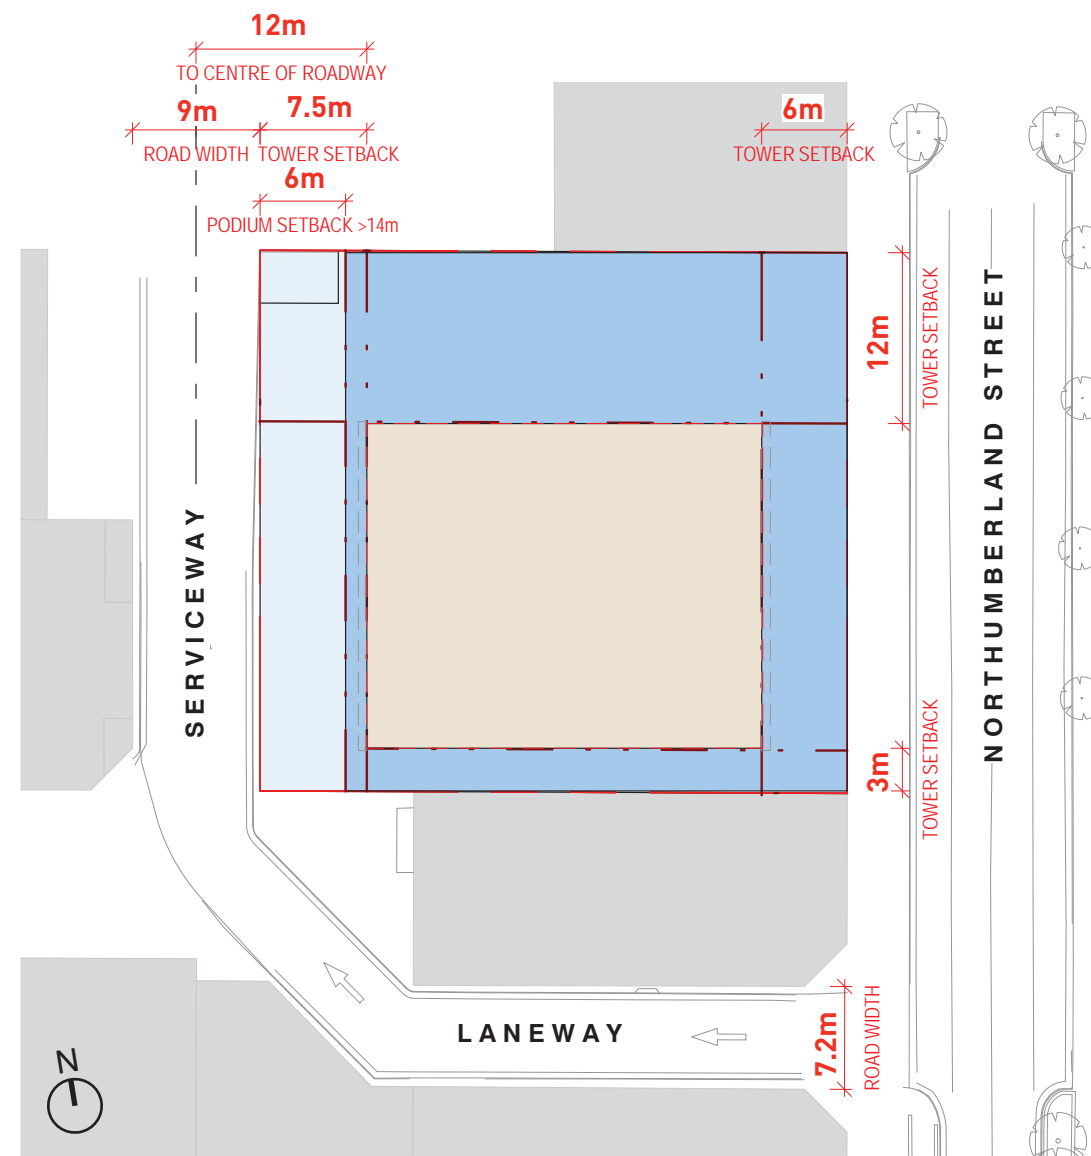 12m
TO CENTRE OF ROADWAY
9m
7.5m
6m
ROAD WIDTH
TOWER SETBACK
TOWER SETBACK
6m
PODIUM SETBACK >14m
12m
TOWER SETBACK
NORTHUMBERLAND STREET
SERVICEWAY
3m
TOWER SETBACK
LANEWAY
7.2m
ROAD WIDTH
N